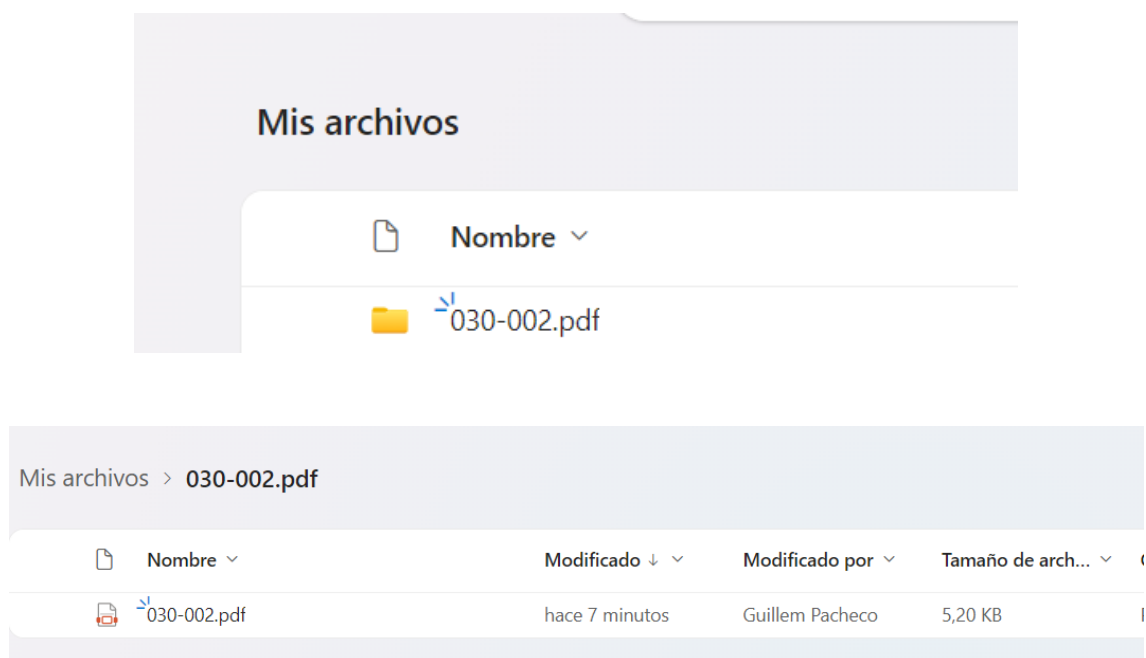 Mis archivos
Nombre
030-002.pdf
Mis archivos > 030-002.pdf
Nombre Modificado ↓ Modificado por Tamaño de arch...
030-002.pdf hace 7 minutos Guillem Pacheco 5,20 KB